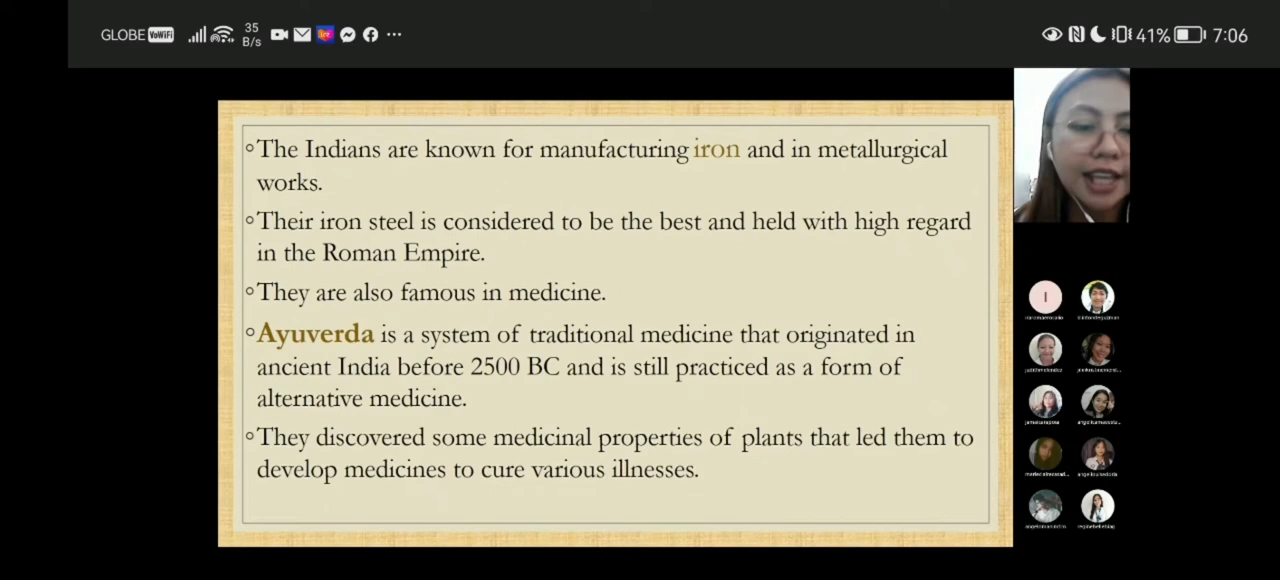 GLOBE VoWiFi 35 B/s 41% 7:06
◦The Indians are known for manufacturing iron and in metallurgical
works.
◦Their iron steel is considered to be the best and held with high regard
in the Roman Empire.
◦They are also famous in medicine.
◦Ayuverda is a system of traditional medicine that originated in
ancient India before 2500 BC and is still practiced as a form of
alternative medicine.
◦They discovered some medicinal properties of plants that led them to
develop medicines to cure various illnesses.
I